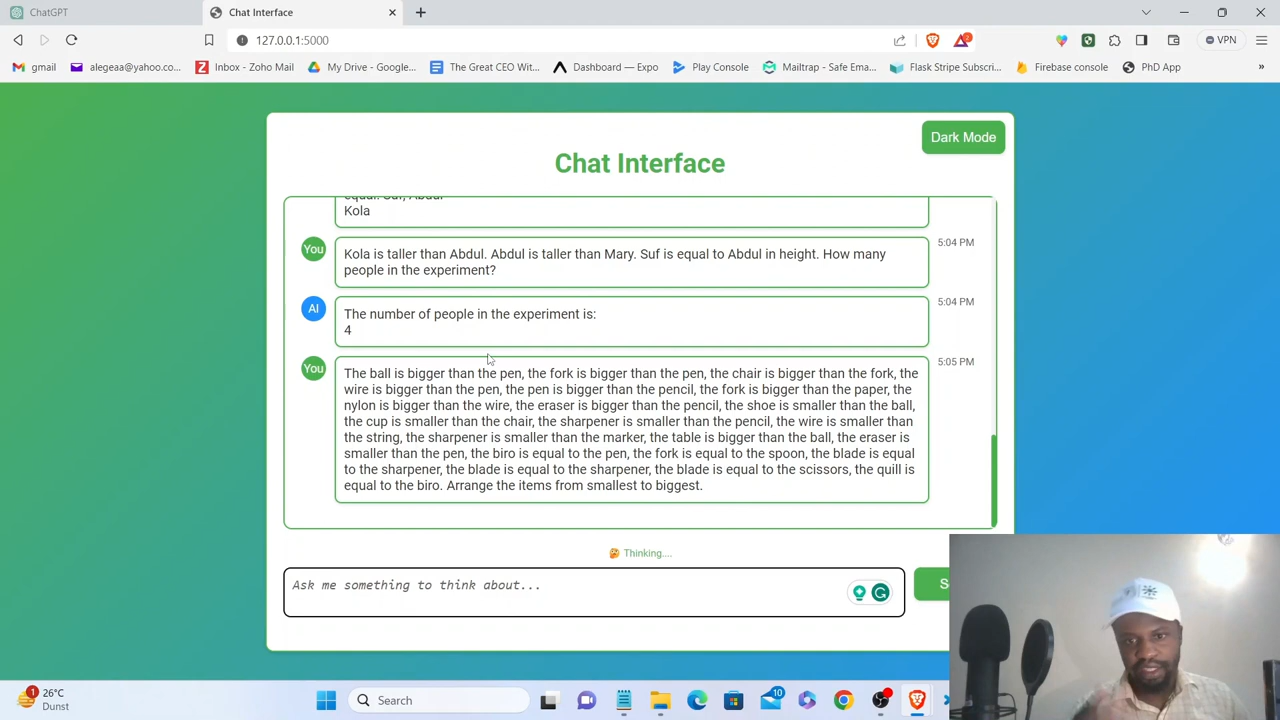 ChatGPT
Chat Interface
127.0.0.1:5000
2
VPN
gmail
alegeaa@yahoo.co...
Inbox - Zoho Mail
My Drive - Google...
The Great CEO Wit...
Dashboard — Expo
Play Console
Mailtrap - Safe Ema...
Flask Stripe Subscri...
Firebase console
PhD App
»
Dark Mode
Chat Interface
Kola
You
Kola is taller than Abdul. Abdul is taller than Mary. Suf is equal to Abdul in height. How many
people in the experiment?
5:04 PM
AI
The number of people in the experiment is:
4
5:04 PM
You
The ball is bigger than the pen, the fork is bigger than the pen, the chair is bigger than the fork, the
wire is bigger than the pen, the pen is bigger than the pencil, the fork is bigger than the paper, the
nylon is bigger than the wire, the eraser is bigger than the pencil, the shoe is smaller than the ball,
the cup is smaller than the chair, the sharpener is smaller than the pencil, the wire is smaller than
the string, the sharpener is smaller than the marker, the table is bigger than the ball, the eraser is
smaller than the pen, the biro is equal to the pen, the fork is equal to the spoon, the blade is equal
to the sharpener, the blade is equal to the sharpener, the blade is equal to the scissors, the quill is
equal to the biro. Arrange the items from smallest to biggest.
5:05 PM
Thinking....
Ask me something to think about...
S
1
26°C
Dunst
Search
10